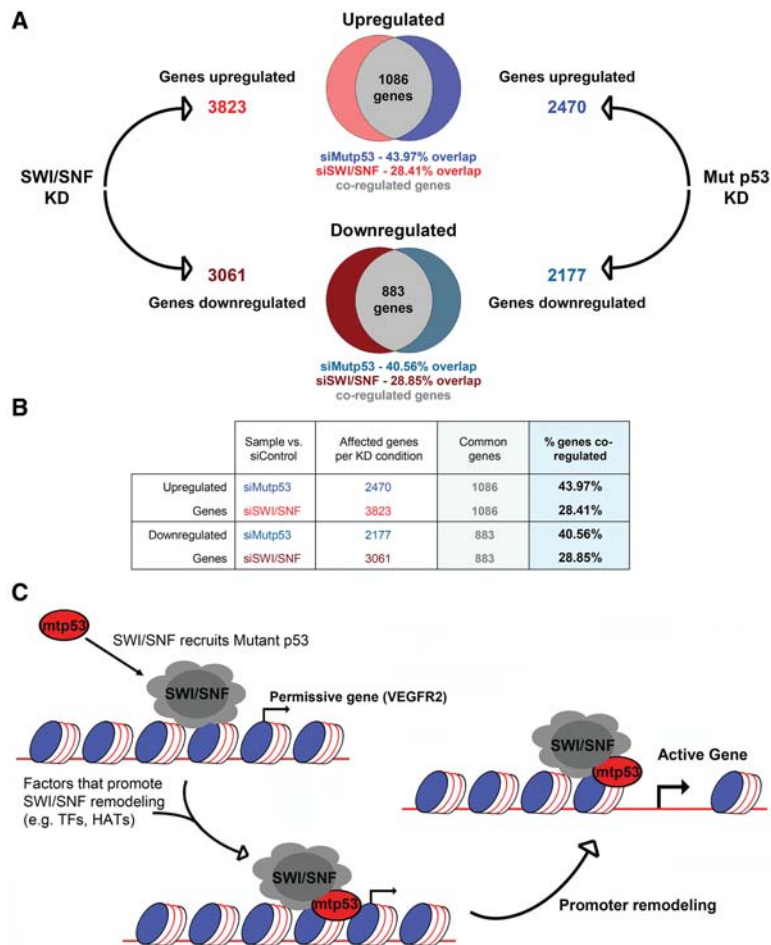 A
Upregulated
Genes upregulated
3823
1086
genes
Genes upregulated
2470
siMutp53 - 43.97% overlap
siSWI/SNF - 28.41% overlap
co-regulated genes
SWI/SNF
KD
Mut p53
KD
Downregulated
3061
Genes downregulated
883
genes
2177
Genes downregulated
siMutp53 - 40.56% overlap
siSWI/SNF - 28.85% overlap
co-regulated genes
B
Sample vs.
siControl
Affected genes
per KD condition
Common
genes
% genes co-
regulated
Upregulated siMutp53 2470 1086 43.97%
Genes siSWI/SNF 3823 1086 28.41%
Downregulated siMutp53 2177 883 40.56%
Genes siSWI/SNF 3061 883 28.85%
C
mtp53
SWI/SNF recruits Mutant p53
SWI/SNF
Permissive gene (VEGFR2)
Factors that promote
SWI/SNF remodeling
(e.g. TFs, HATs)
SWI/SNF
mtp53
Promoter remodeling
SWI/SNF
mtp53
Active Gene